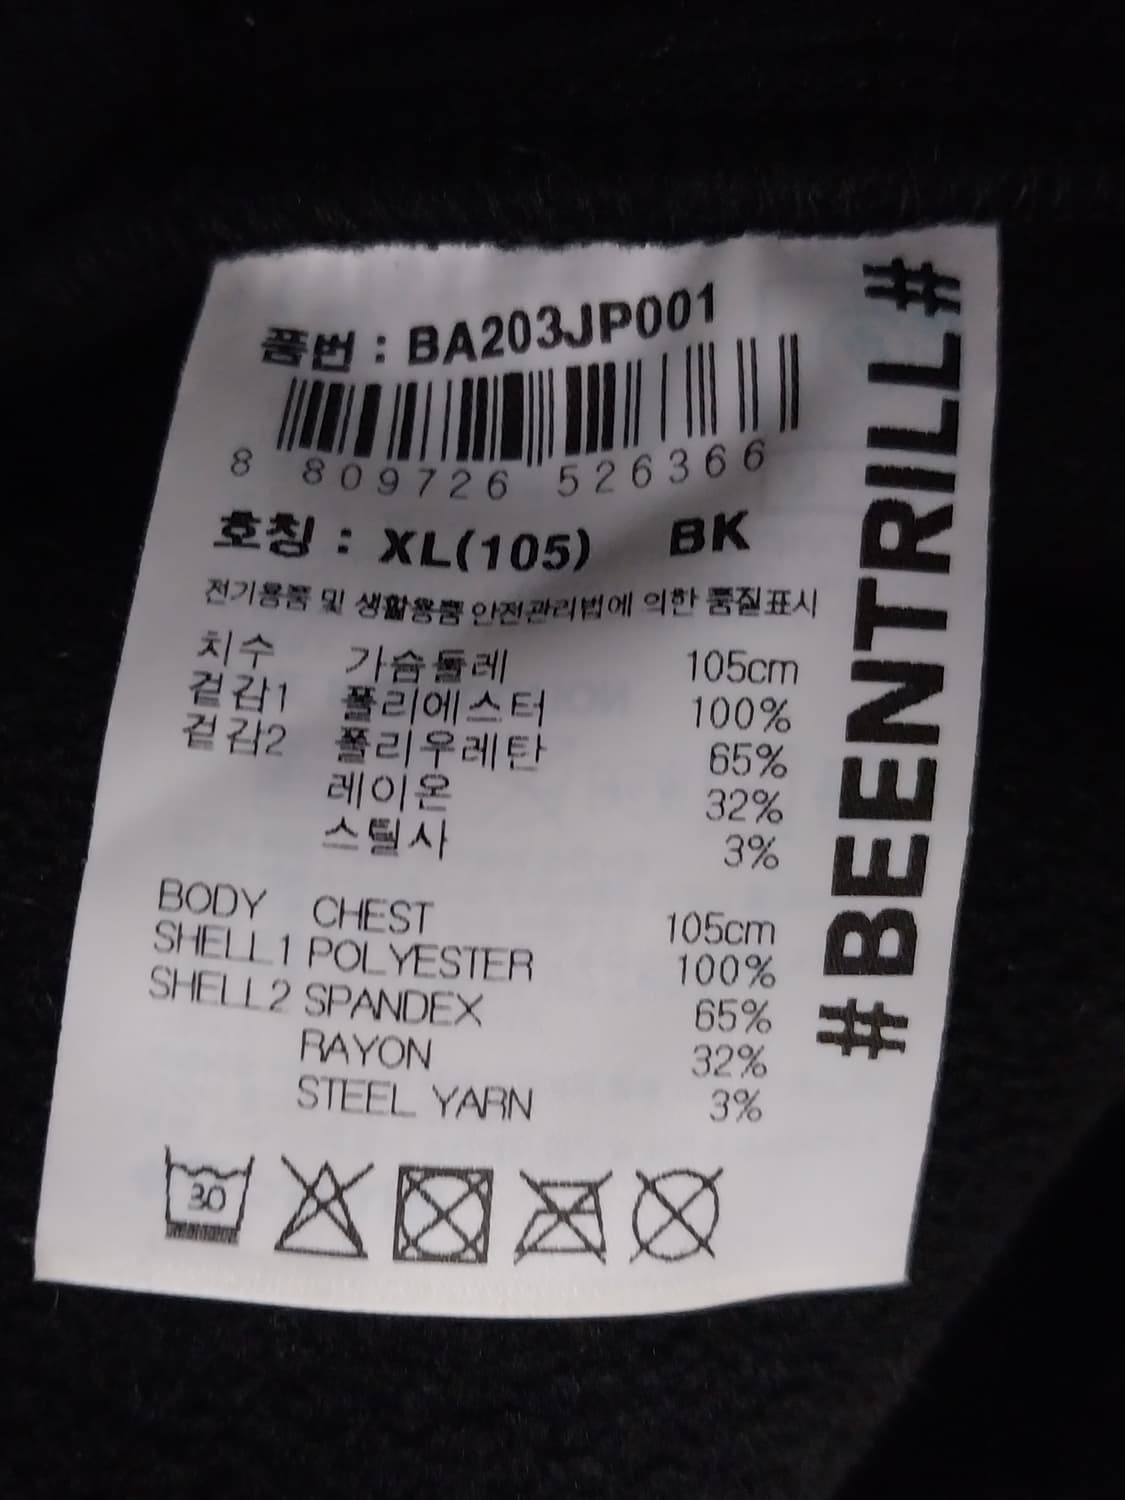 품번 : BA203JP001
8 809726 526366
호칭 : XL(105) BK
전기용품 및 생활용품 안전관리법에 의한 품질표시
치수 가슴둘레 105cm
겉감1 폴리에스터 100%
겉감2 폴리우레탄 65%
레이온 32%
스틸사 3%
BODY CHEST 105cm
SHELL1 POLYESTER 100%
SHELL2 SPANDEX 65%
RAYON 32%
STEEL YARN 3%
30
#BEENTRILL#